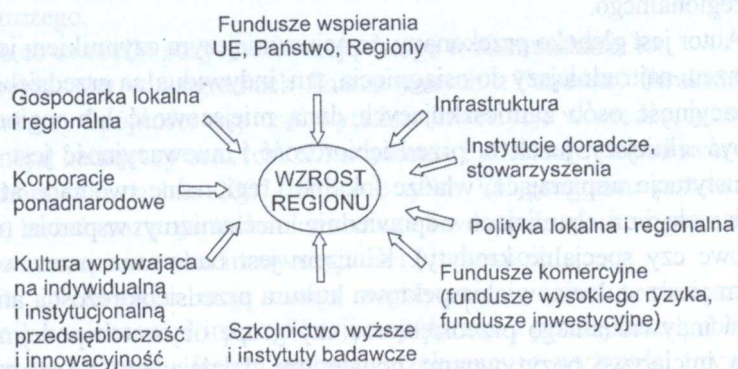 Fundusze wspierania
UE, Państwo, Regiony
Gospodarka lokalna
i regionalna
Infrastruktura
Instytucje doradcze,
stowarzyszenia
Korporacje
ponadnarodowe
WZROST
REGIONU
Polityka lokalna i regionalna
Kultura wpływająca
na indywidualną
i instytucjonalną
przedsiębiorczość
i innowacyjność
Szkolnictwo wyższe
i instytuty badawcze
Fundusze komercyjne
(fundusze wysokiego ryzyka,
fundusze inwestycyjne)